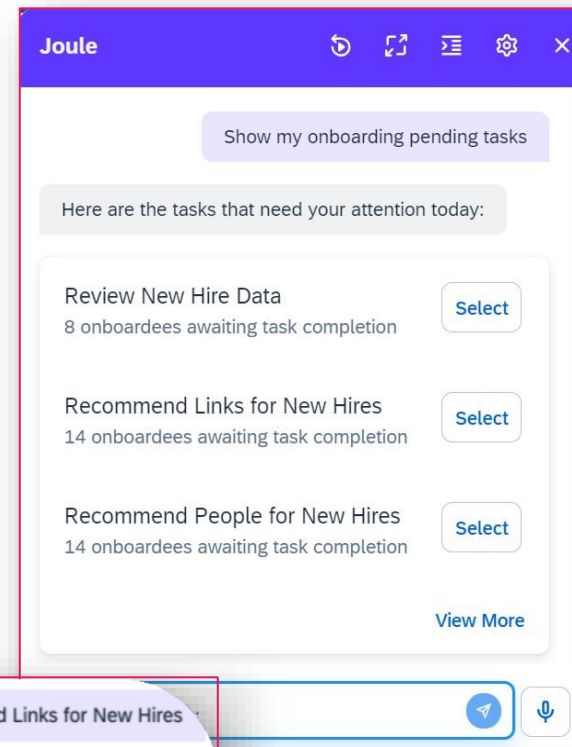 Joule
Show my onboarding pending tasks
Here are the tasks that need your attention today:
Review New Hire Data
8 onboardees awaiting task completion
Select
Recommend Links for New Hires
14 onboardees awaiting task completion
Select
Recommend People for New Hires
14 onboardees awaiting task completion
Select
View More
Links for New Hires